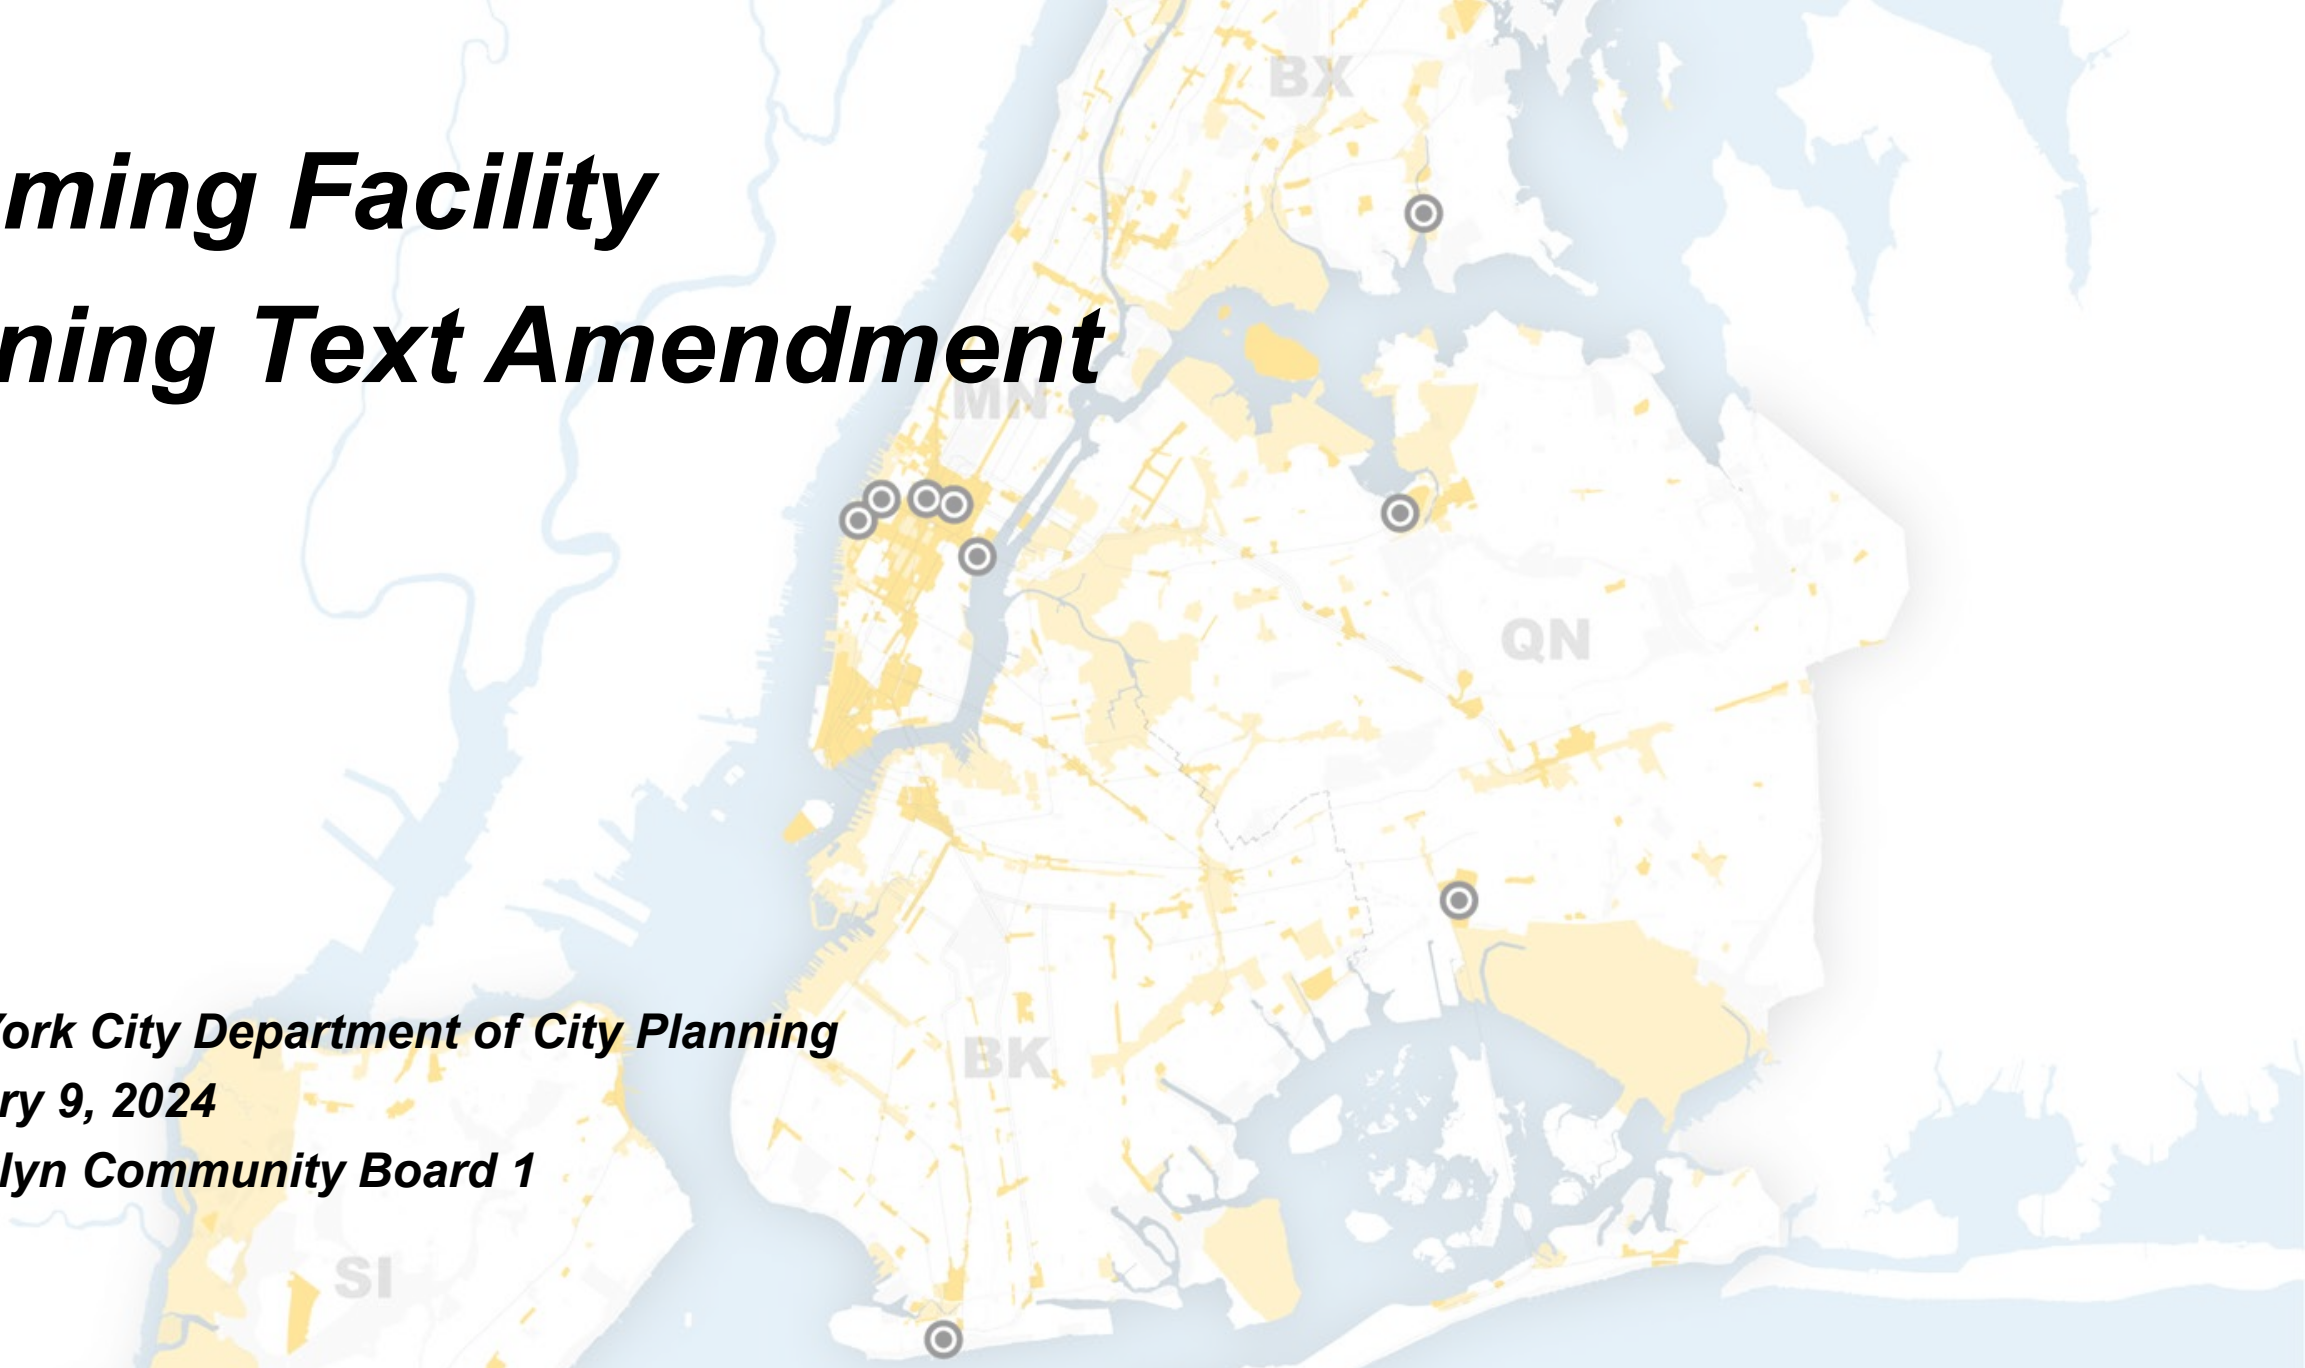 BX
ming Facility
ning Text Amendment
MN
QN
ork City Department of City Planning
BK
ry 9, 2024
lyn Community Board 1
SI